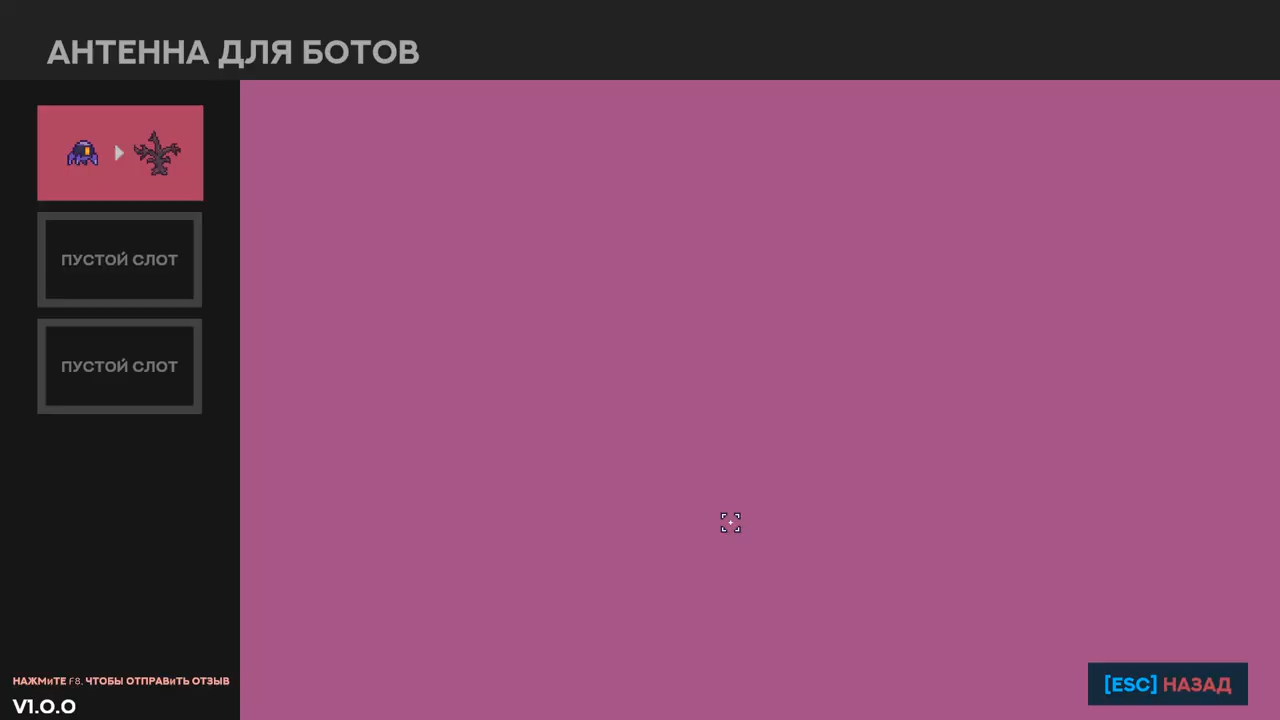 АНТЕННА ДЛЯ БОТОВ
ПУСТОЙ СЛОТ
ПУСТОЙ СЛОТ
НАЖМиТЕ F8, ЧТОБЫ ОТПРАВиТЬ ОТЗЫВ
V1.0.0
[ESC] НАЗАД